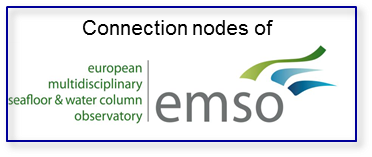 Connection nodes of
european
multidisciplinary
seafloor & water column
observatory
emso